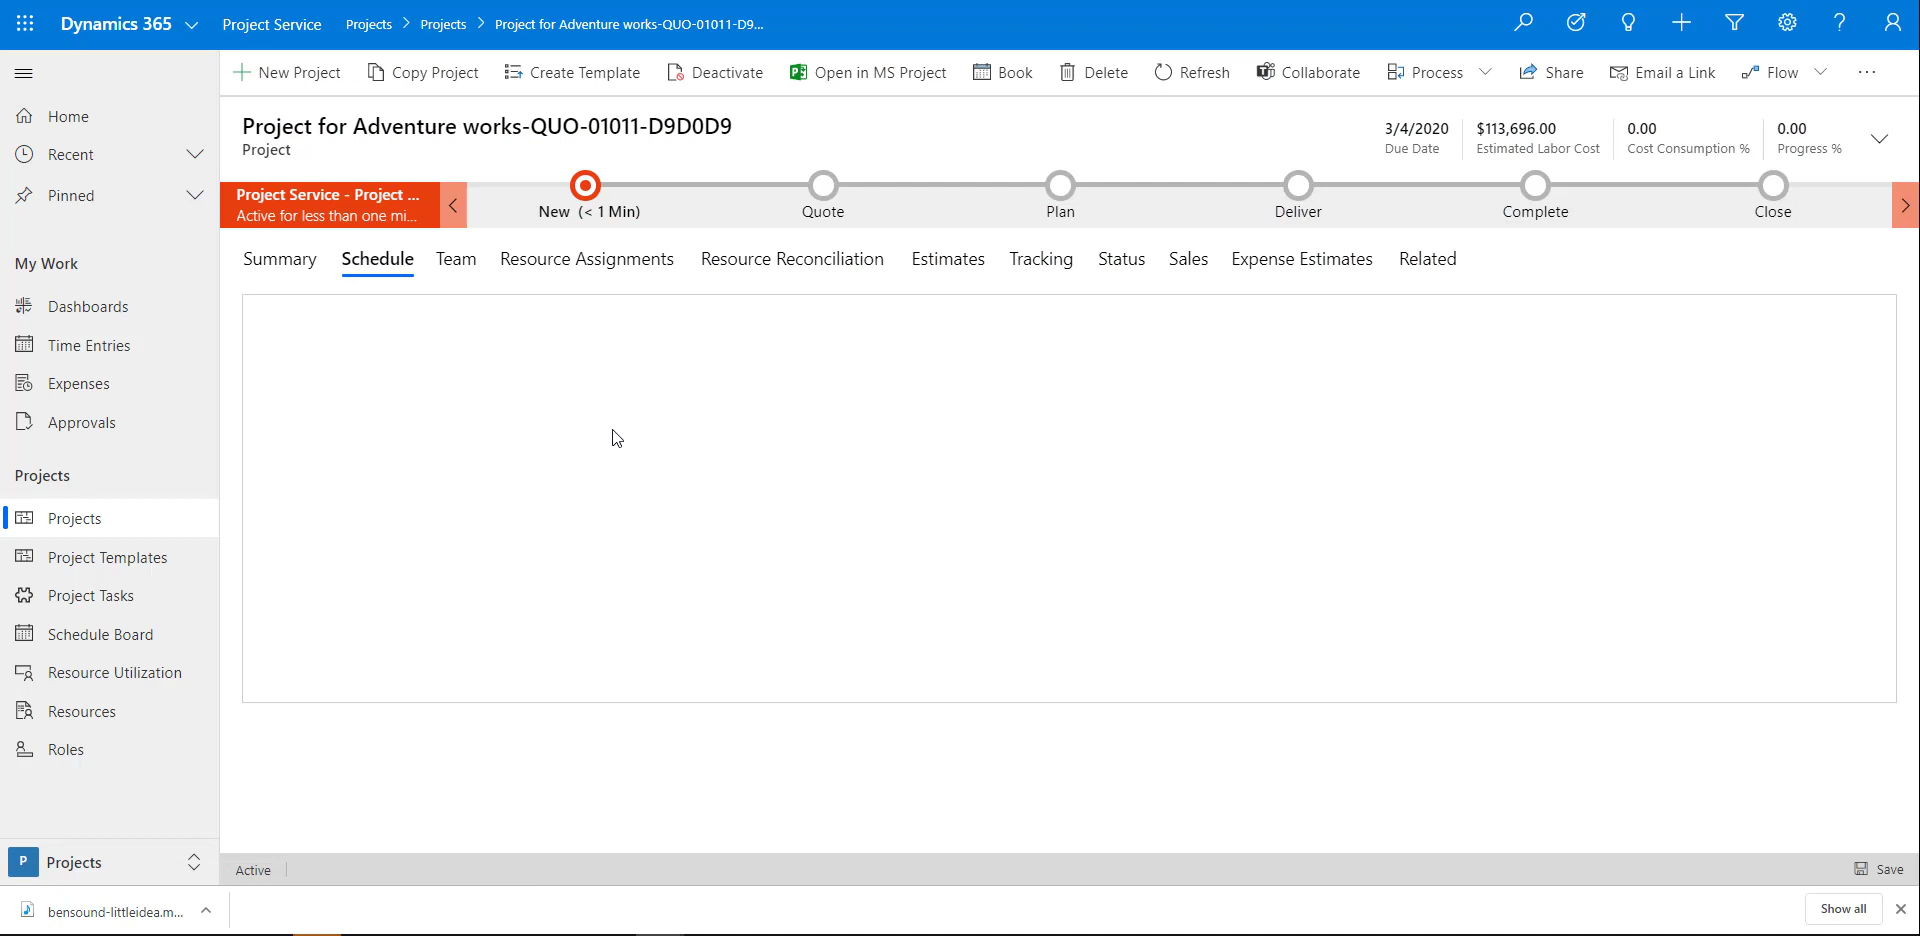 Dynamics 365 Project Service Projects Projects Project for Adventure works-QUO-01011-D9...
New Project Copy Project Create Template Deactivate Open in MS Project Book Delete Refresh Collaborate Process Share Email a Link Flow ...
Home
Recent
Pinned
My Work
Dashboards
Time Entries
Expenses
Approvals
Projects
Projects
Project Templates
Project Tasks
Schedule Board
Resource Utilization
Resources
Roles
P Projects
Project for Adventure works-QUO-01011-D9D0D9
Project
3/4/2020
Due Date
$113,696.00
Estimated Labor Cost
0.00
Cost Consumption %
0.00
Progress %
Project Service - Project ...
Active for less than one mi...
New (< 1 Min)
Quote
Plan
Deliver
Complete
Close
Summary Schedule Team Resource Assignments Resource Reconciliation Estimates Tracking Status Sales Expense Estimates Related
Active
Save
bensound-littleidea.m...
Show all